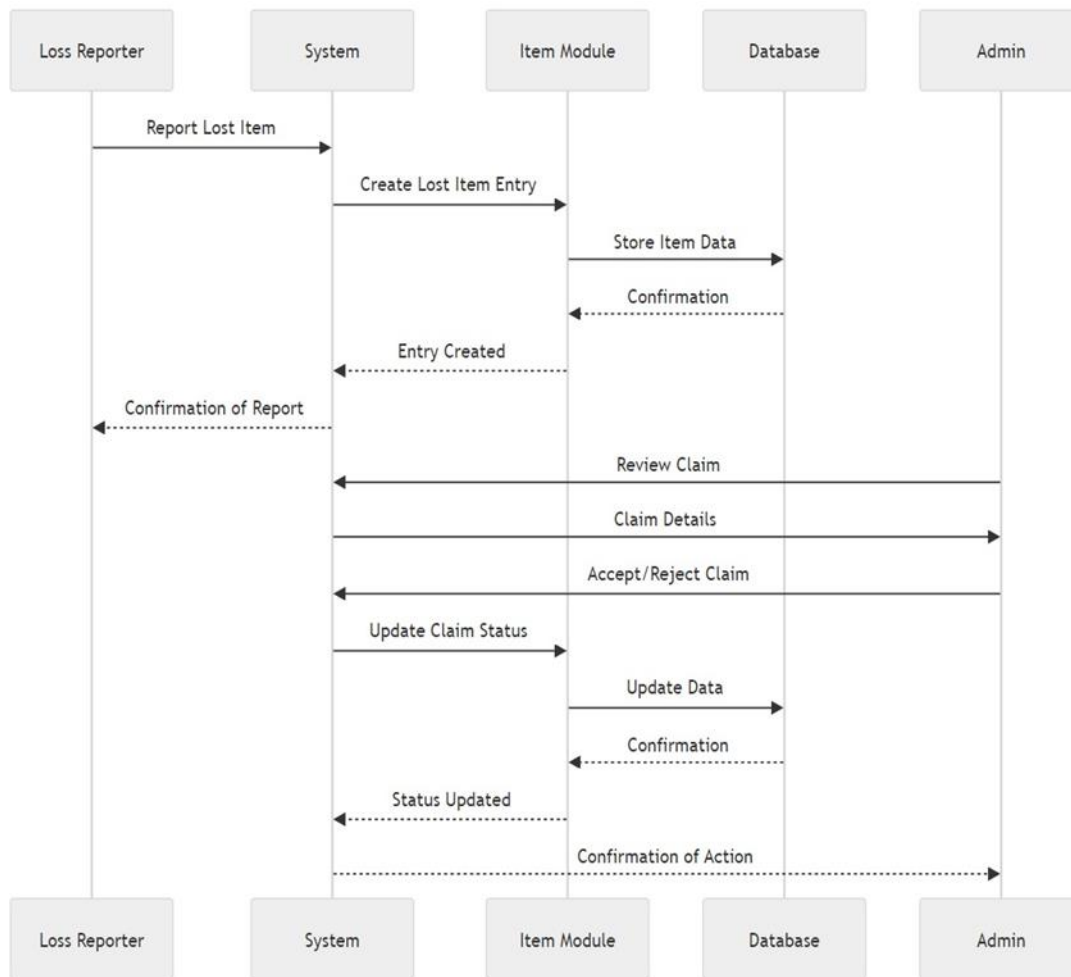 Loss Reporter
System
Item Module
Database
Admin
Report Lost Item
Create Lost Item Entry
Store Item Data
Confirmation
Entry Created
Confirmation of Report
Review Claim
Claim Details
Accept/Reject Claim
Update Claim Status
Update Data
Confirmation
Status Updated
Confirmation of Action
Loss Reporter
System
Item Module
Database
Admin